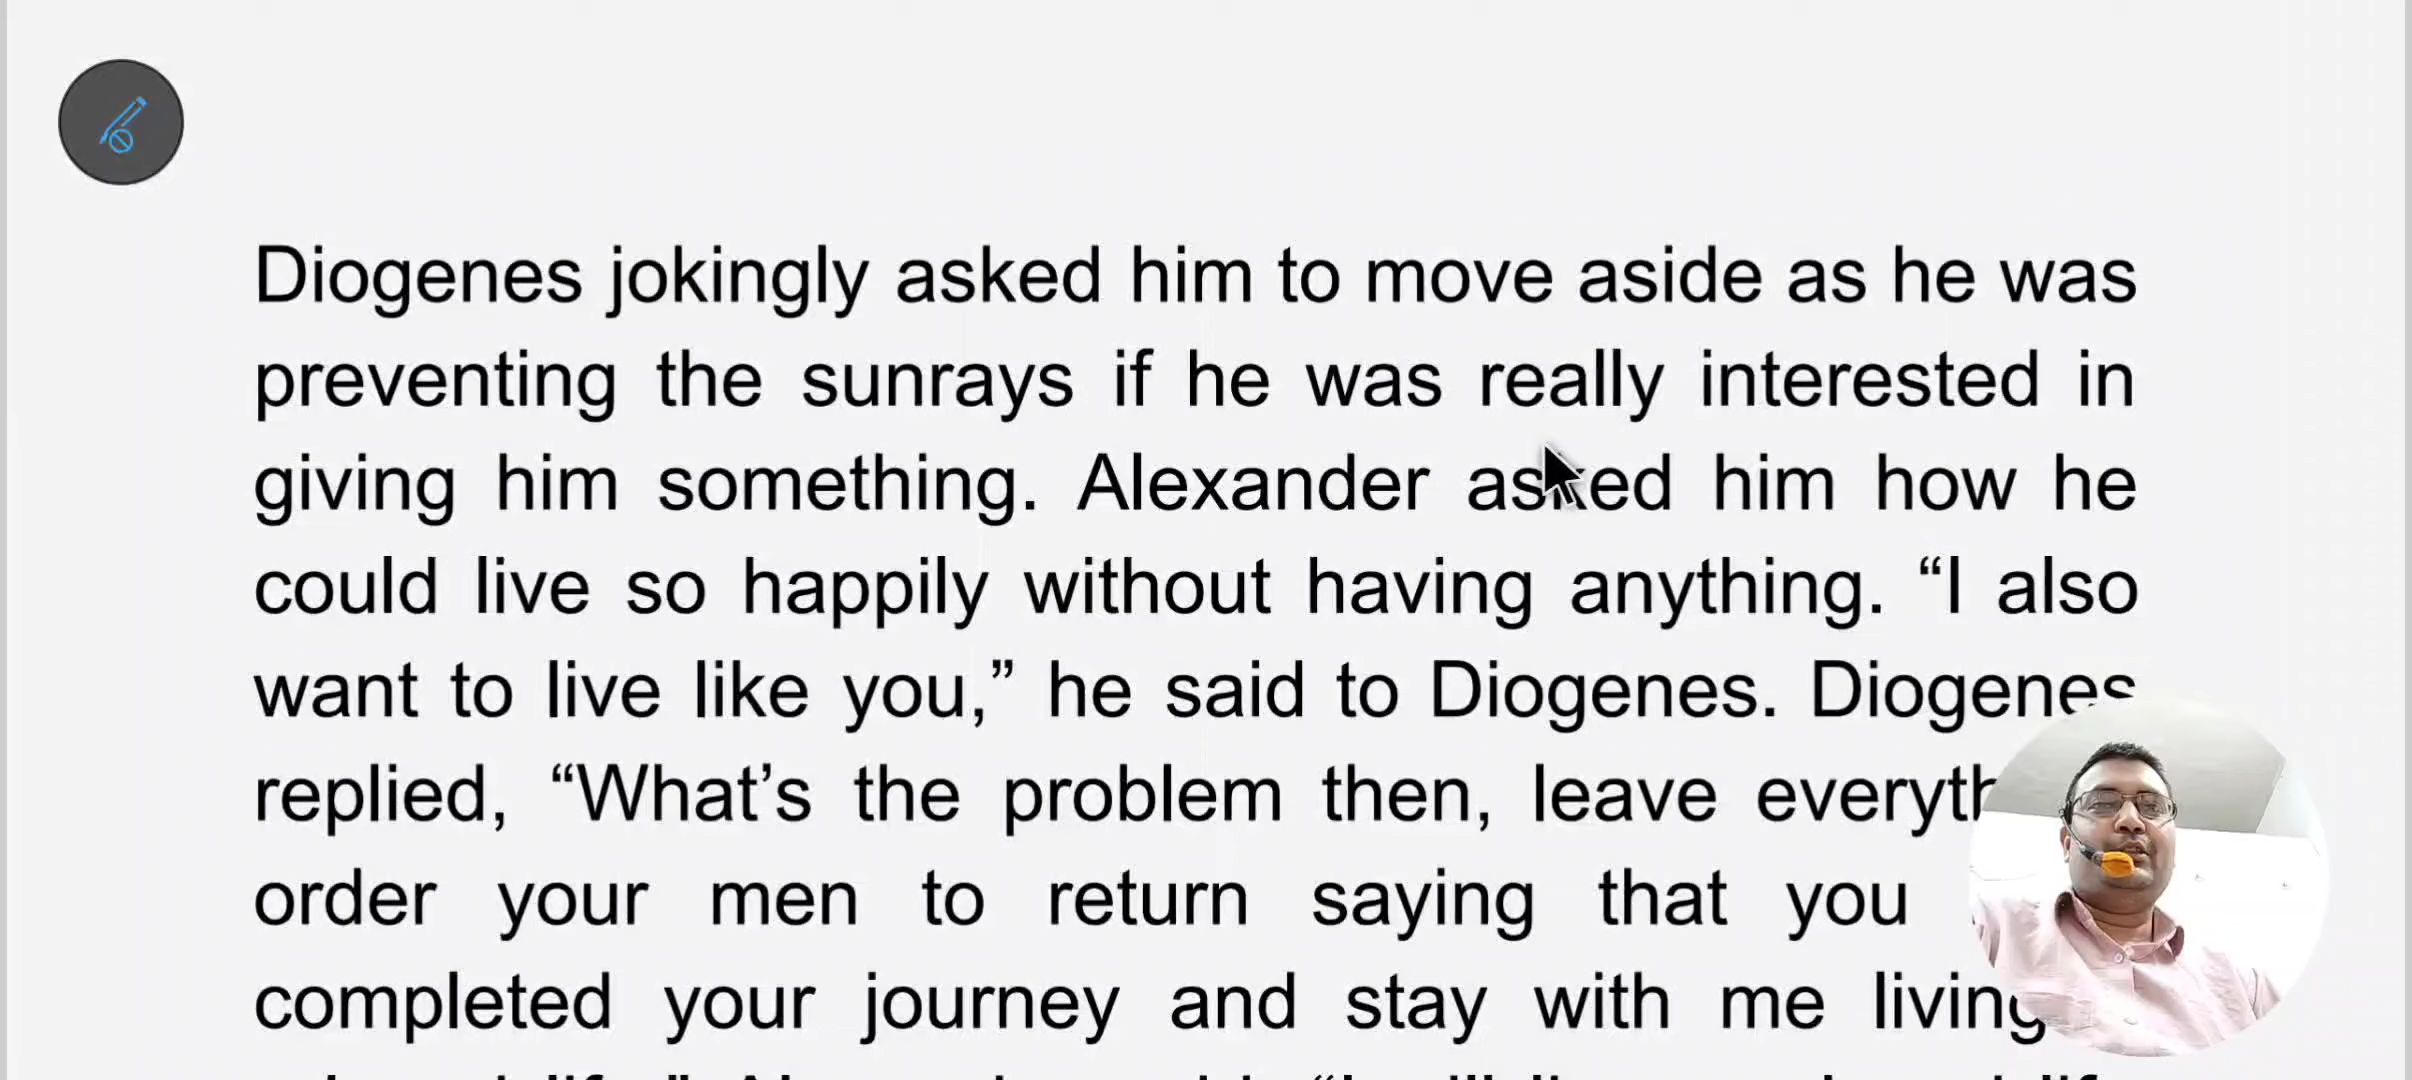 Diogenes jokingly asked him to move aside as he was
preventing the sunrays if he was really interested in
giving him something. Alexander asked him how he
could live so happily without having anything. “I also
want to live like you,” he said to Diogenes. Diogenes
replied, “What’s the problem then, leave
order your men to return saying that you
completed your journey and stay with me living